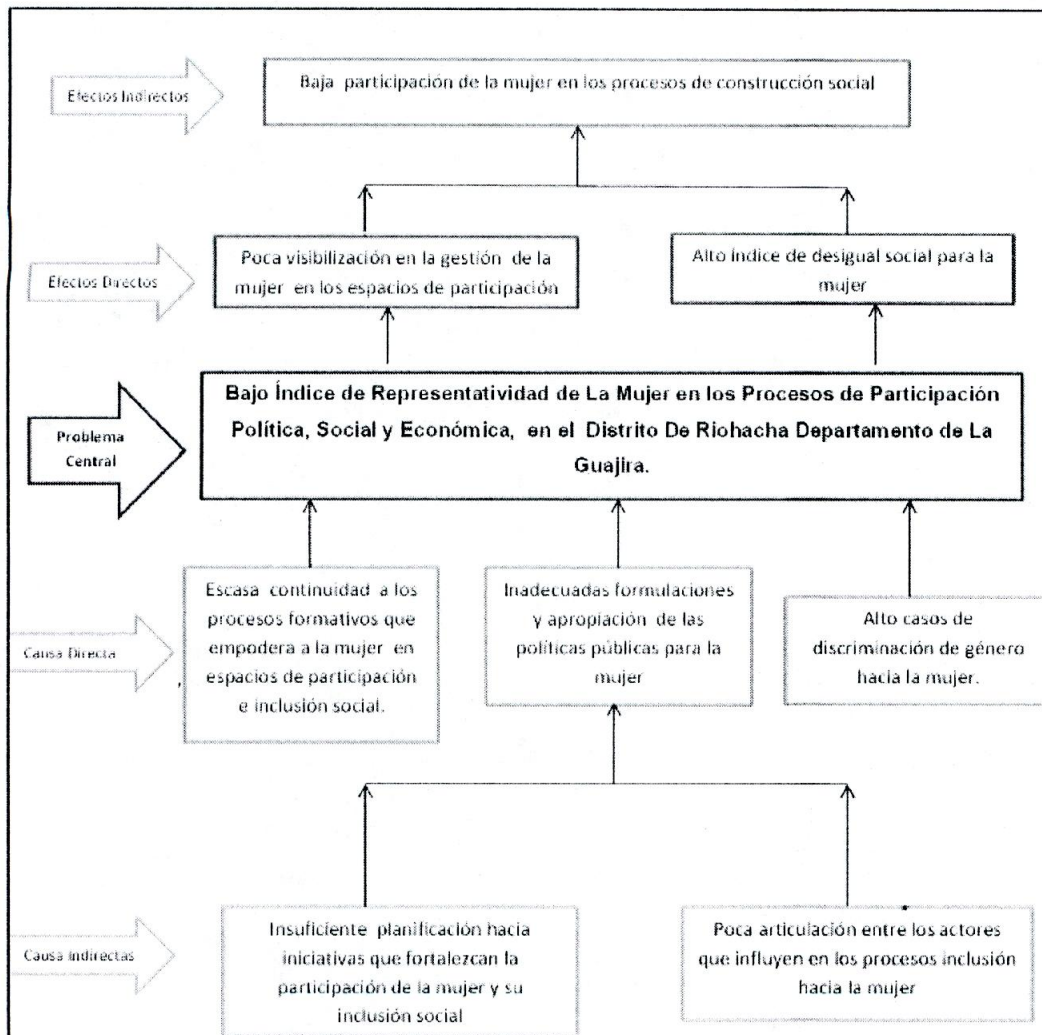 Efectos Indirectos
Baja participación de la mujer en los procesos de construcción social
Efectos Directos
Poca visibilización en la gestión de la
mujer en los espacios de participación
Alto Índice de desigual social para la
mujer
Problema
Central
Bajo Índice de Representatividad de La Mujer en los Procesos de Participación
Política, Social y Económica, en el Distrito De Riohacha Departamento de La
Guajira.
Causa Directa
Escasa continuidad a los
procesos formativos que
empodera a la mujer en
espacios de participación
e inclusión social.
Inadecuadas formulaciones
y apropiación de las
políticas públicas para la
mujer
Alto casos de
discriminación de género
hacia la mujer.
Causa Indirectas
Insuficiente planificación hacia
iniciativas que fortalezcan la
participación de la mujer y su
inclusión social
Poca articulación entre los actores
que influyen en los procesos inclusión
hacia la mujer